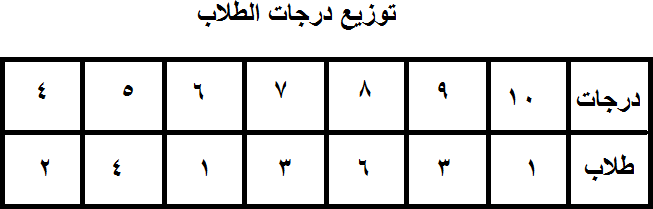 توزيع درجات الطلاب
درجات ١٠ ٩ ٨ ٧ ٦ ٥ ٤
طلاب ١ ٣ ٦ ٣ ١ ٤ ٢